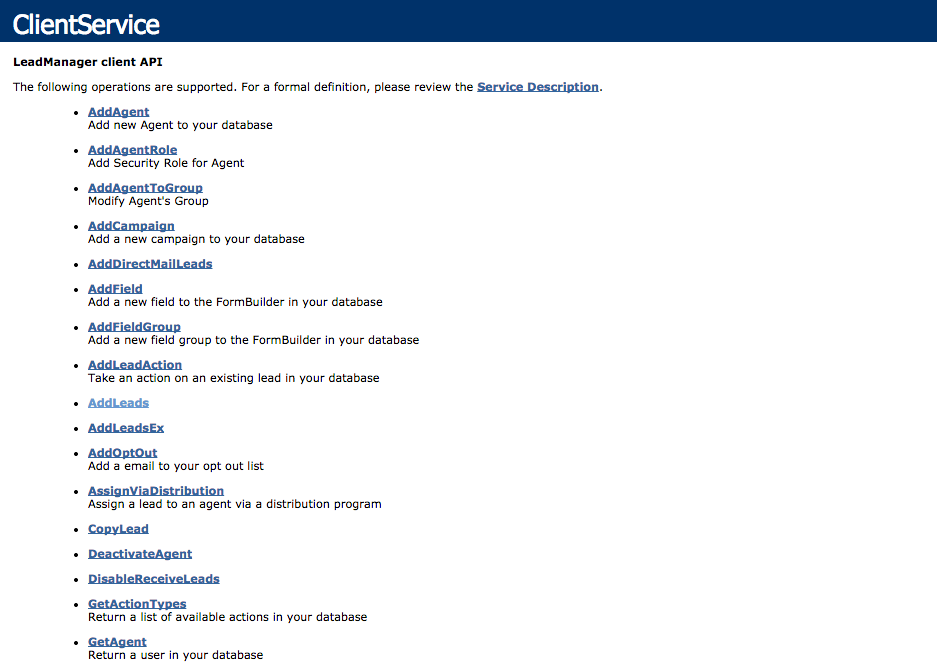 ClientService
LeadManager client API
The following operations are supported. For a formal definition, please review the Service Description.
• AddAgent
Add new Agent to your database
• AddAgentRole
Add Security Role for Agent
• AddAgentToGroup
Modify Agent's Group
• AddCampaign
Add a new campaign to your database
• AddDirectMailLeads
• AddField
Add a new field to the FormBuilder in your database
• AddFieldGroup
Add a new field group to the FormBuilder in your database
• AddLeadAction
Take an action on an existing lead in your database
• AddLeads
• AddLeadsEx
• AddOptOut
Add a email to your opt out list
• AssignViaDistribution
Assign a lead to an agent via a distribution program
• CopyLead
• DeactivateAgent
• DisableReceiveLeads
• GetActionTypes
Return a list of available actions in your database
• GetAgent
Return a user in your database